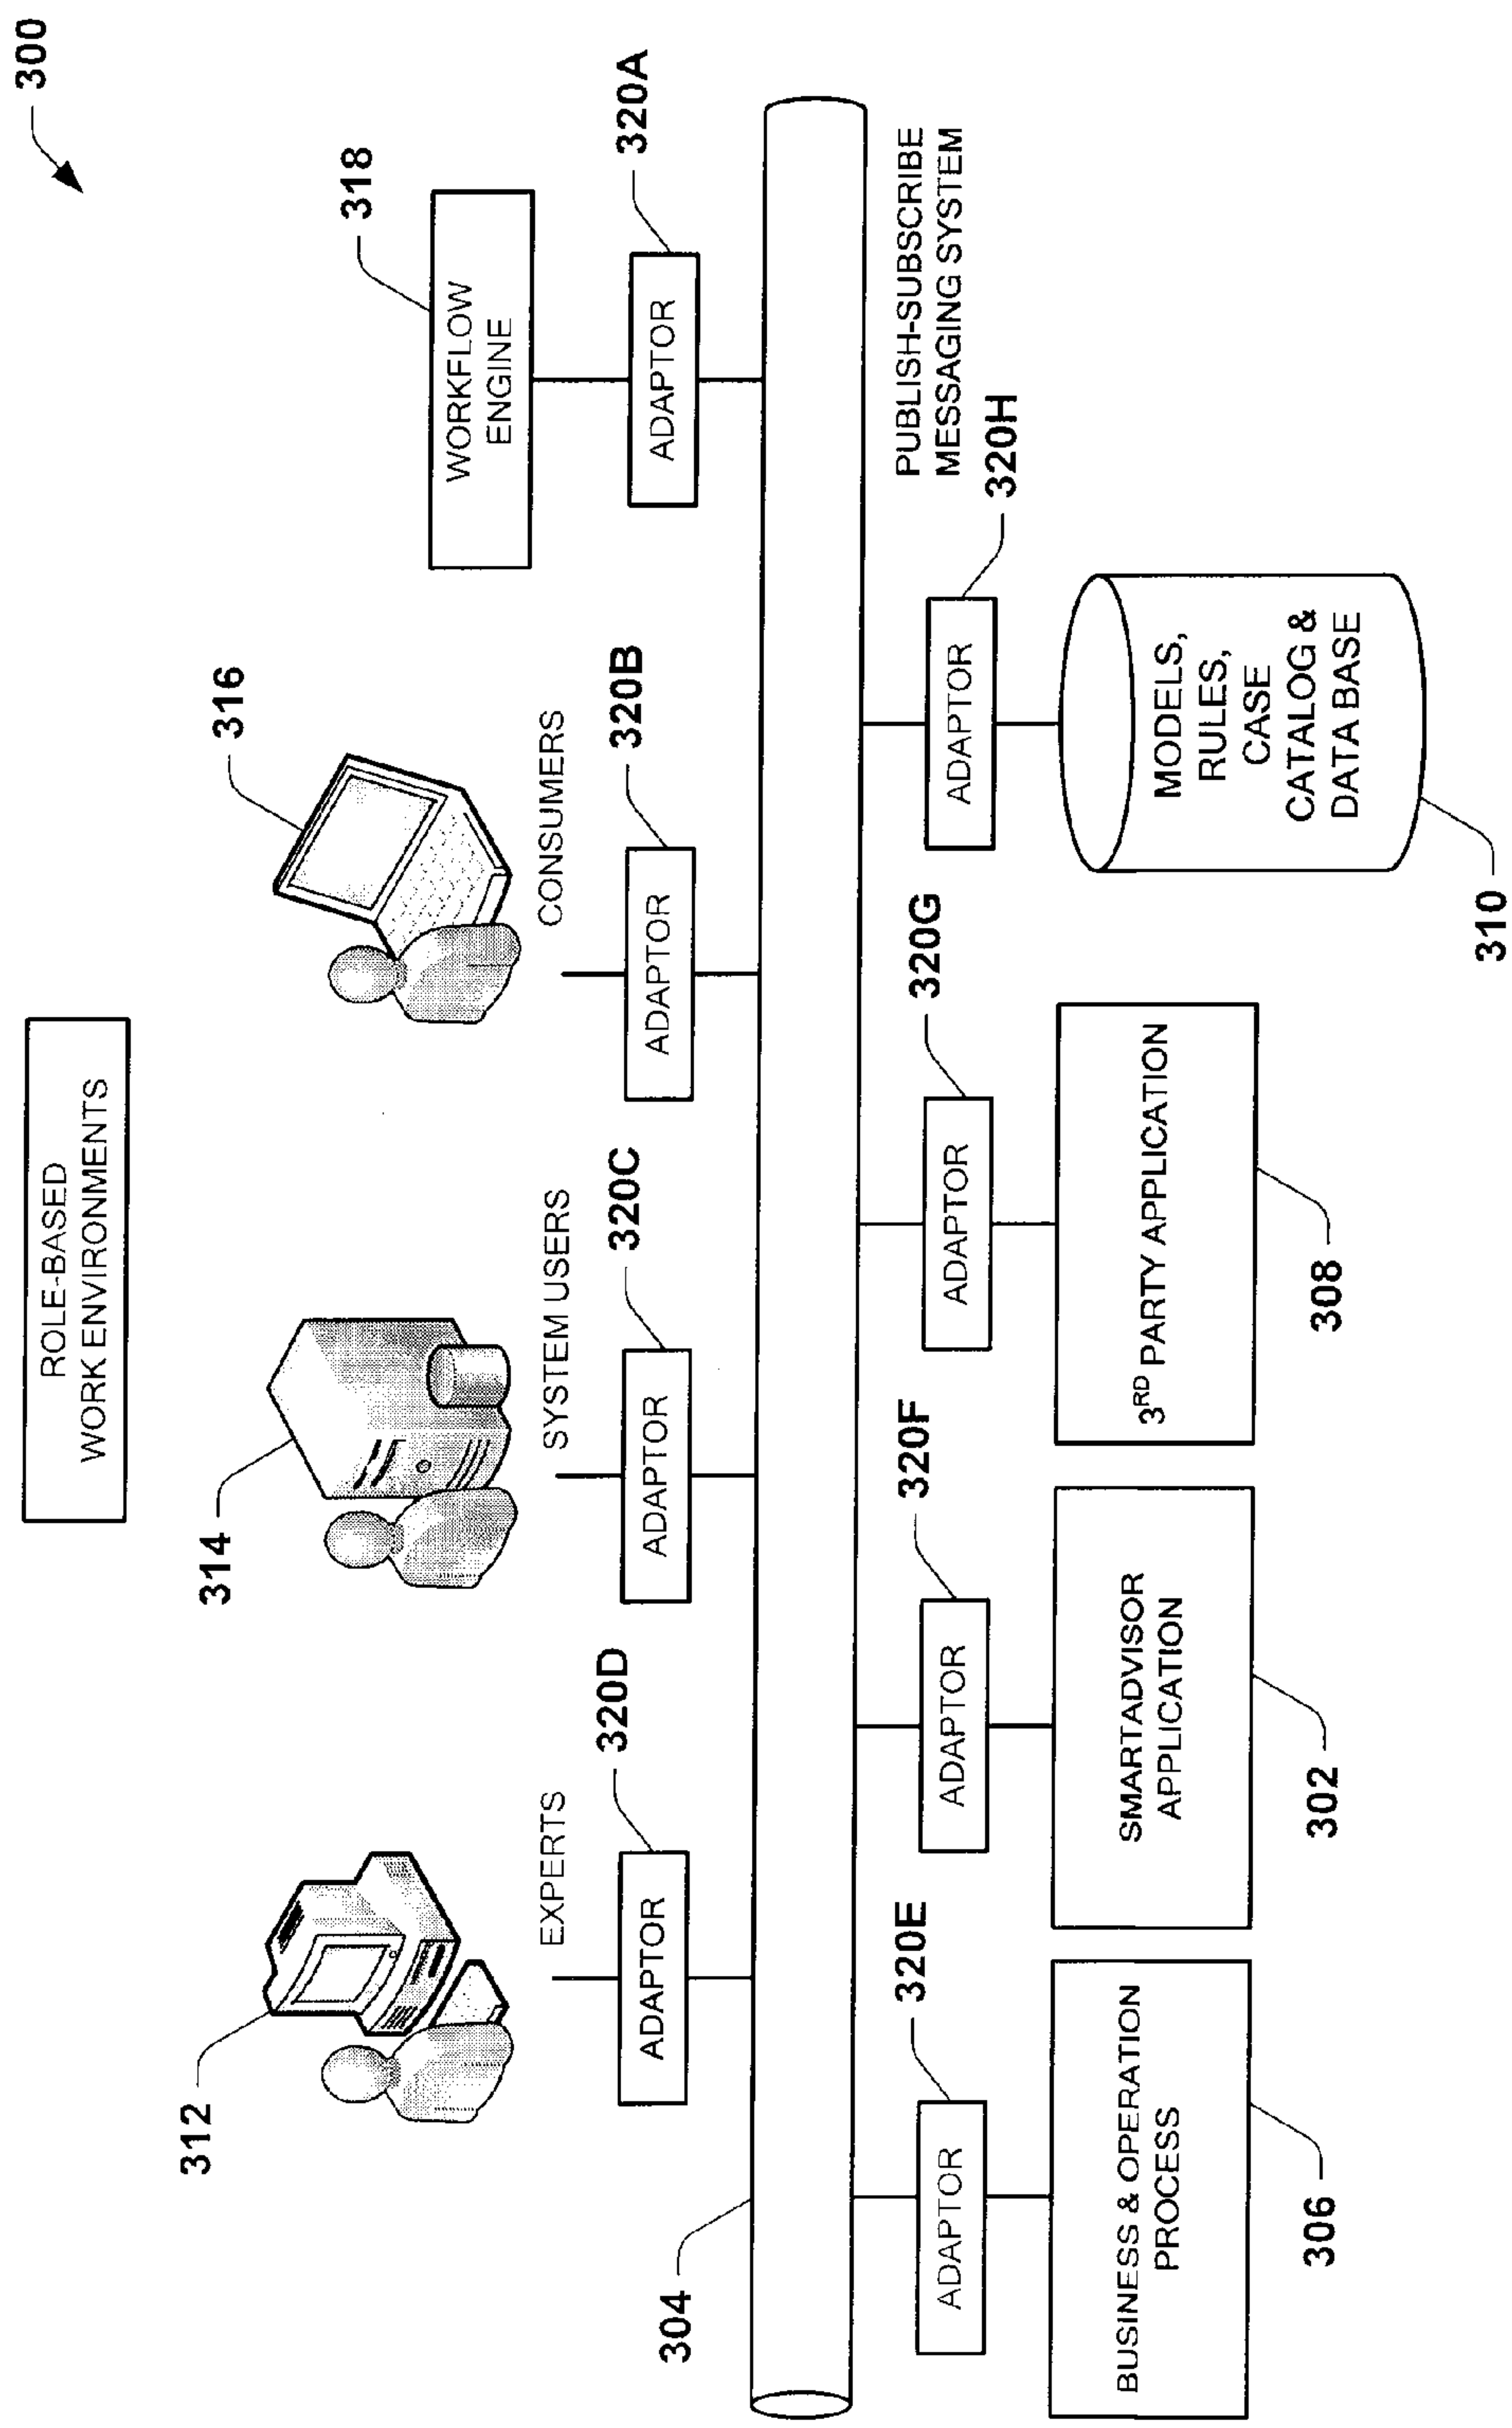 300
ROLE-BASED
WORK ENVIRONMENTS
312
314
316
318
EXPERTS
SYSTEM USERS
CONSUMERS
WORKFLOW
ENGINE
320D
320C
320B
320A
ADAPTOR
ADAPTOR
ADAPTOR
ADAPTOR
304
PUBLISH-SUBSCRIBE
MESSAGING SYSTEM
320E
320F
320G
320H
ADAPTOR
ADAPTOR
ADAPTOR
ADAPTOR
BUSINESS & OPERATION
PROCESS
SMARTADVISOR
APPLICATION
3RD PARTY APPLICATION
MODELS,
RULES,
CASE
CATALOG &
DATA BASE
306
302
308
310